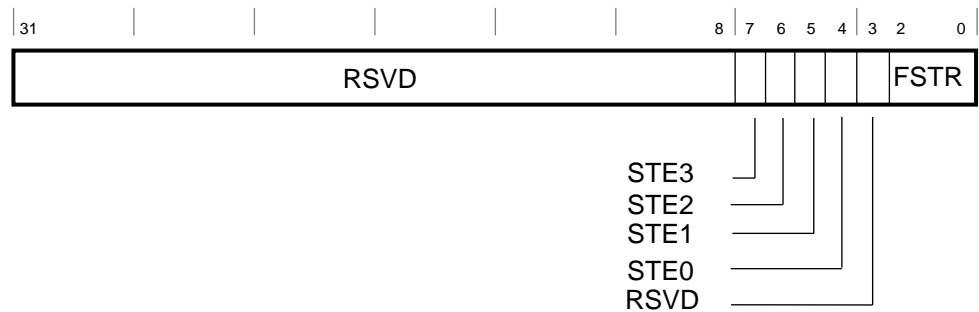 31 8 7 6 5 4 3 2 0
RSVD FSTR
STE3
STE2
STE1
STE0
RSVD